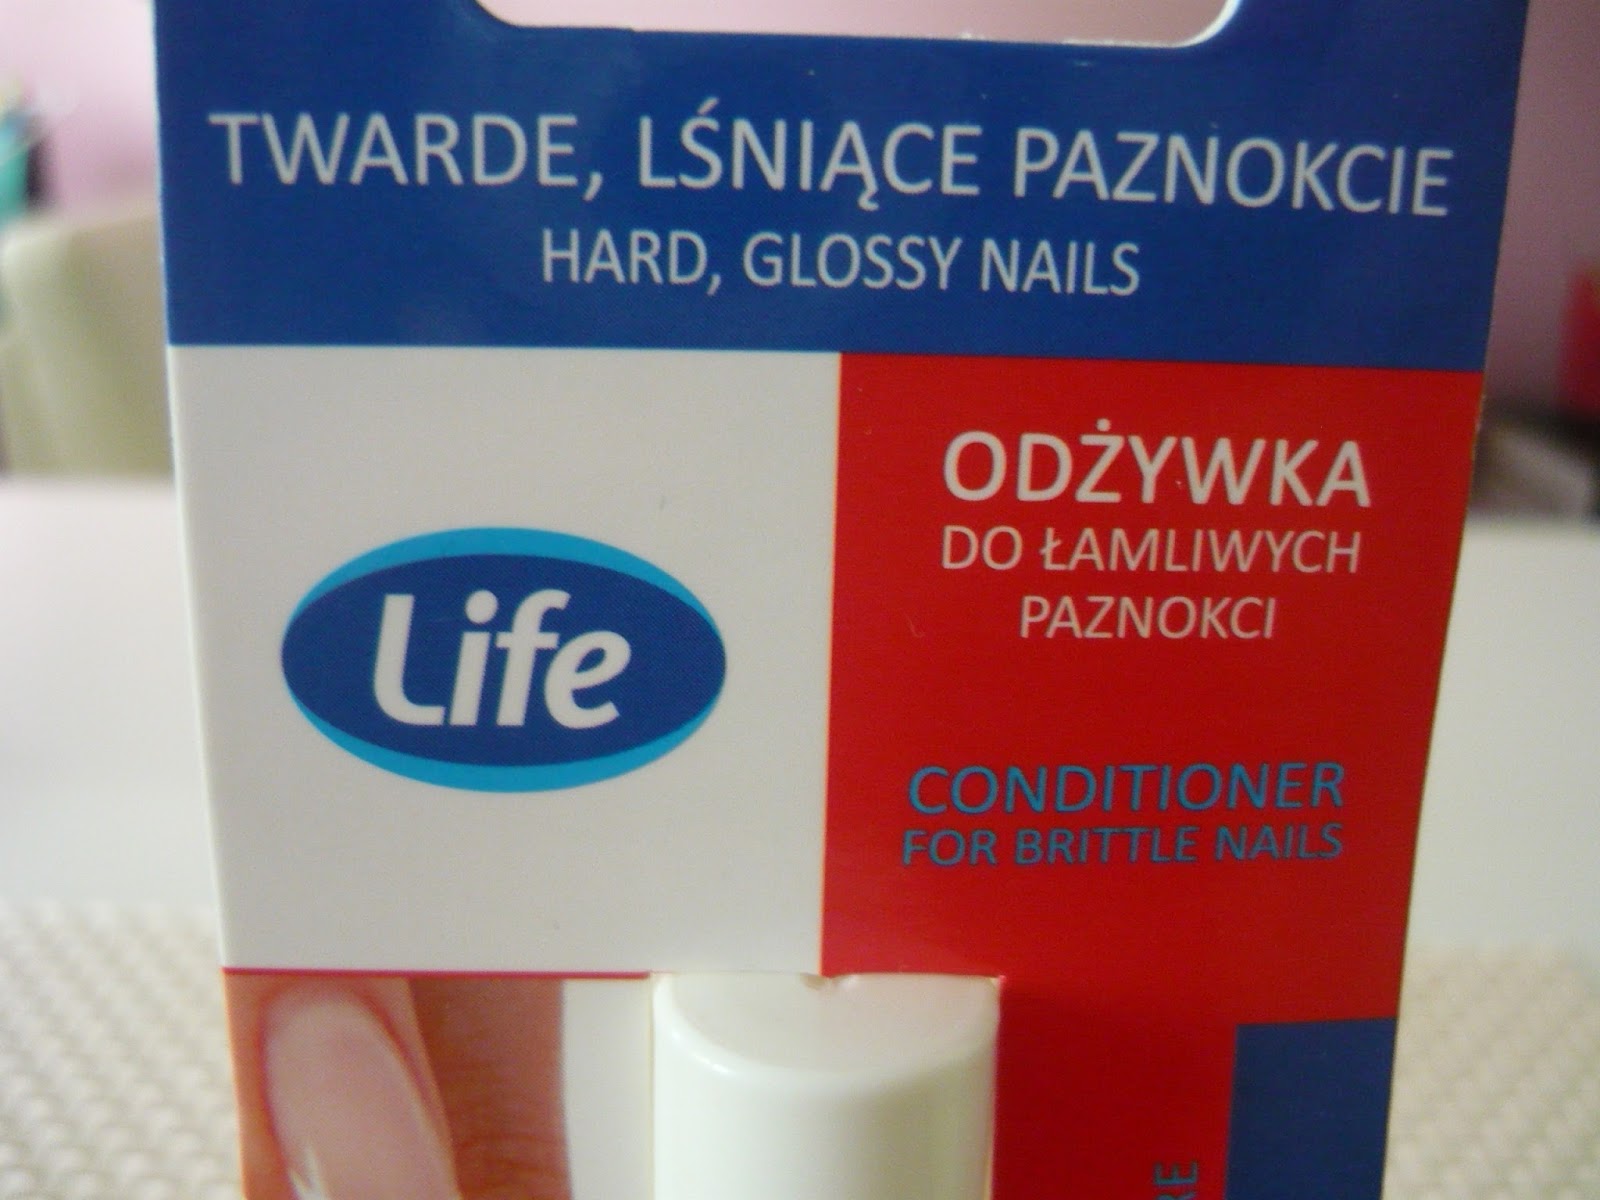 TWARDE, LŚNIĄCE PAZNOKCIE
HARD, GLOSSY NAILS
Life
ODŻYWKA
DO ŁAMLIWYCH
PAZNOKCI
CONDITIONER
FOR BRITTLE NAILS